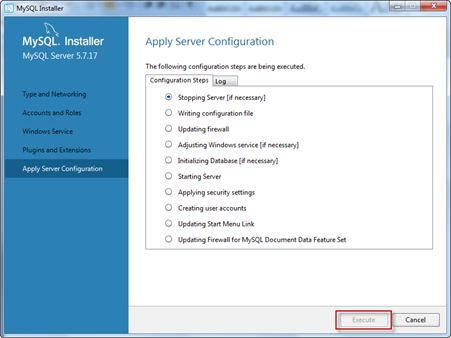 MySQL Installer
MySQL. Installer
MySQL Server 5.7.17
Type and Networking
Accounts and Roles
Windows Service
Plugins and Extensions
Apply Server Configuration
Apply Server Configuration
The following configuration steps are being executed.
Configuration Steps
Log
Stopping Server [if necessary]
Writing configuration file
Updating firewall
Adjusting Windows service [if necessary]
Initializing Database [if necessary]
Starting Server
Applying security settings
Creating user accounts
Updating Start Menu Link
Updating Firewall for MySQL Document Data Feature Set
Execute
Cancel